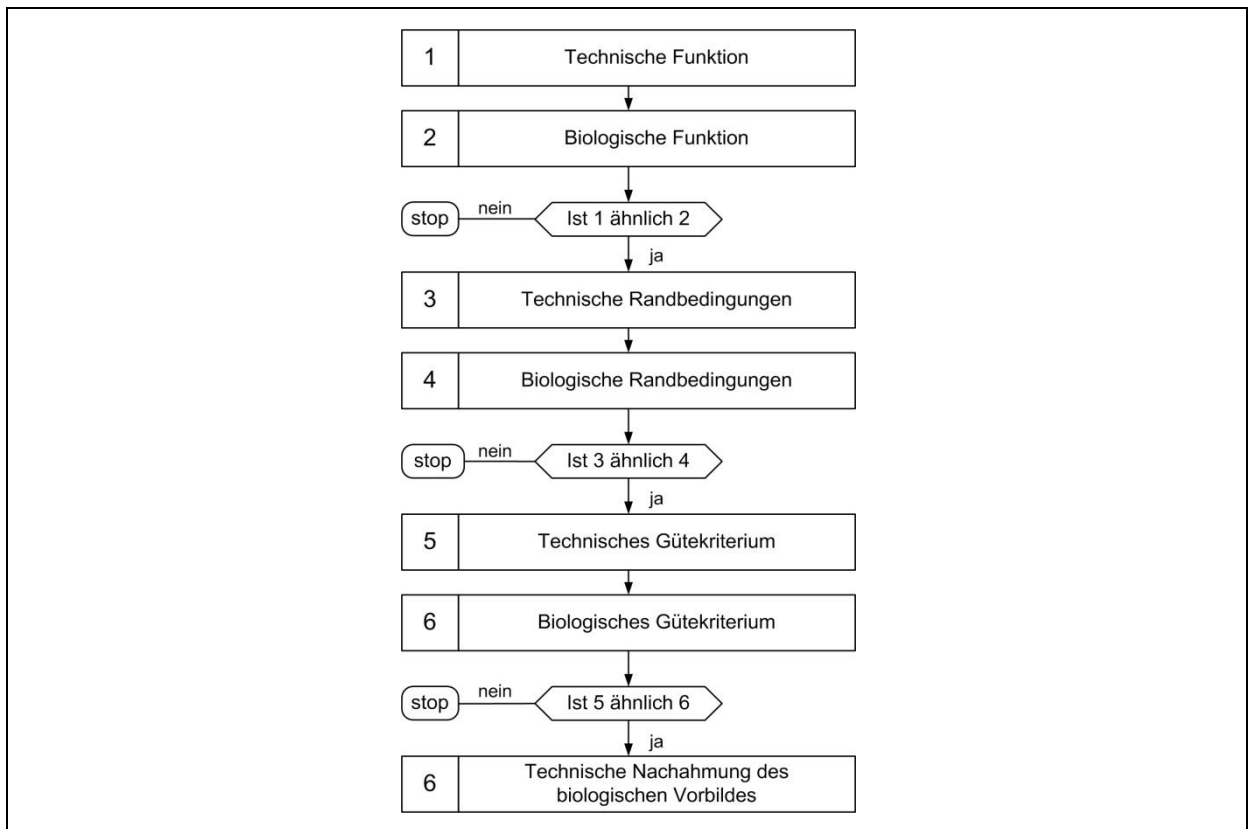 1 Technische Funktion
2 Biologische Funktion
stop nein Ist 1 ähnlich 2
ja
3 Technische Randbedingungen
4 Biologische Randbedingungen
stop nein Ist 3 ähnlich 4
ja
5 Technisches Gütekriterium
6 Biologisches Gütekriterium
stop nein Ist 5 ähnlich 6
ja
6 Technische Nachahmung des
biologischen Vorbildes